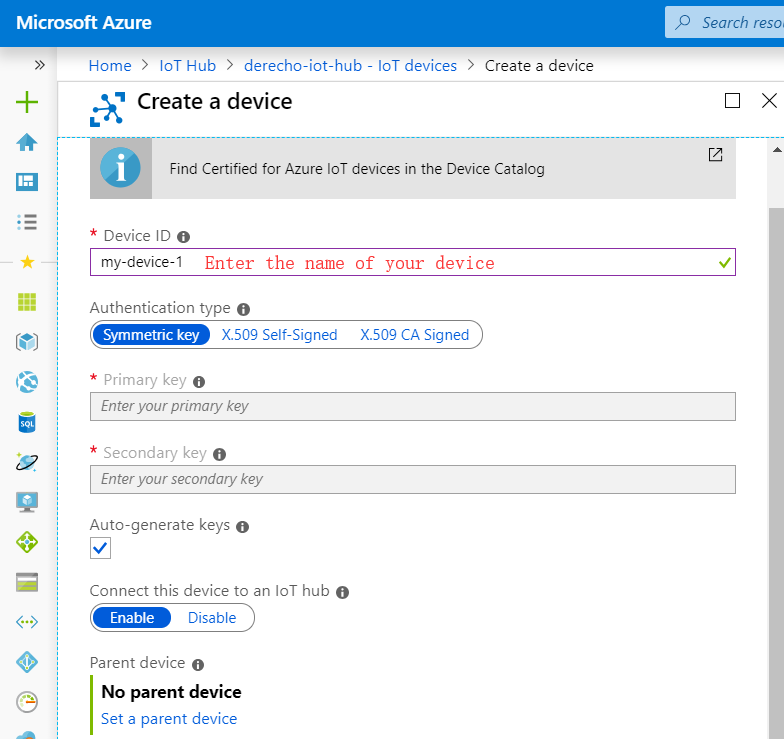 Microsoft Azure
Search resou
Home > IoT Hub > derecho-iot-hub - IoT devices > Create a device
Create a device
Find Certified for Azure IoT devices in the Device Catalog
* Device ID
my-device-1 Enter the name of your device
Authentication type
Symmetric key X.509 Self-Signed X.509 CA Signed
* Primary key
Enter your primary key
* Secondary key
Enter your secondary key
Auto-generate keys
Connect this device to an IoT hub
Enable Disable
Parent device
No parent device
Set a parent device
SQL